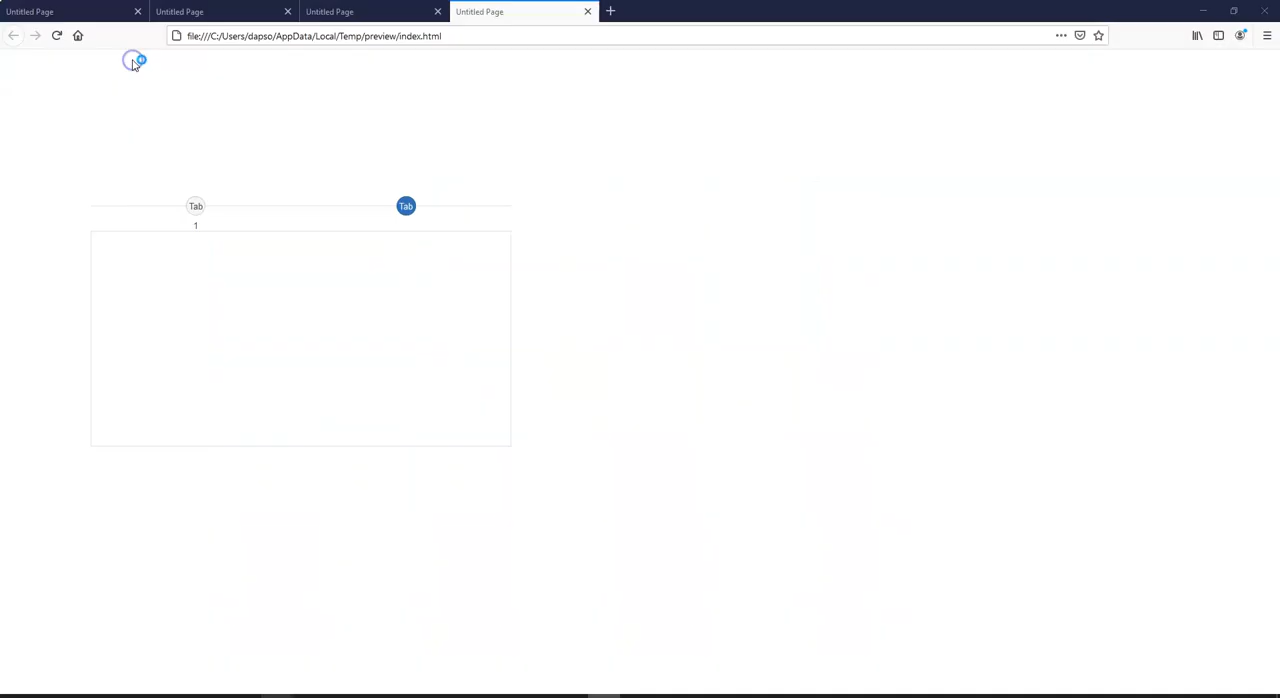 Untitled Page Untitled Page Untitled Page Untitled Page
file:///C:/Users/dapso/AppData/Local/Temp/preview/index.html
Tab Tab
1